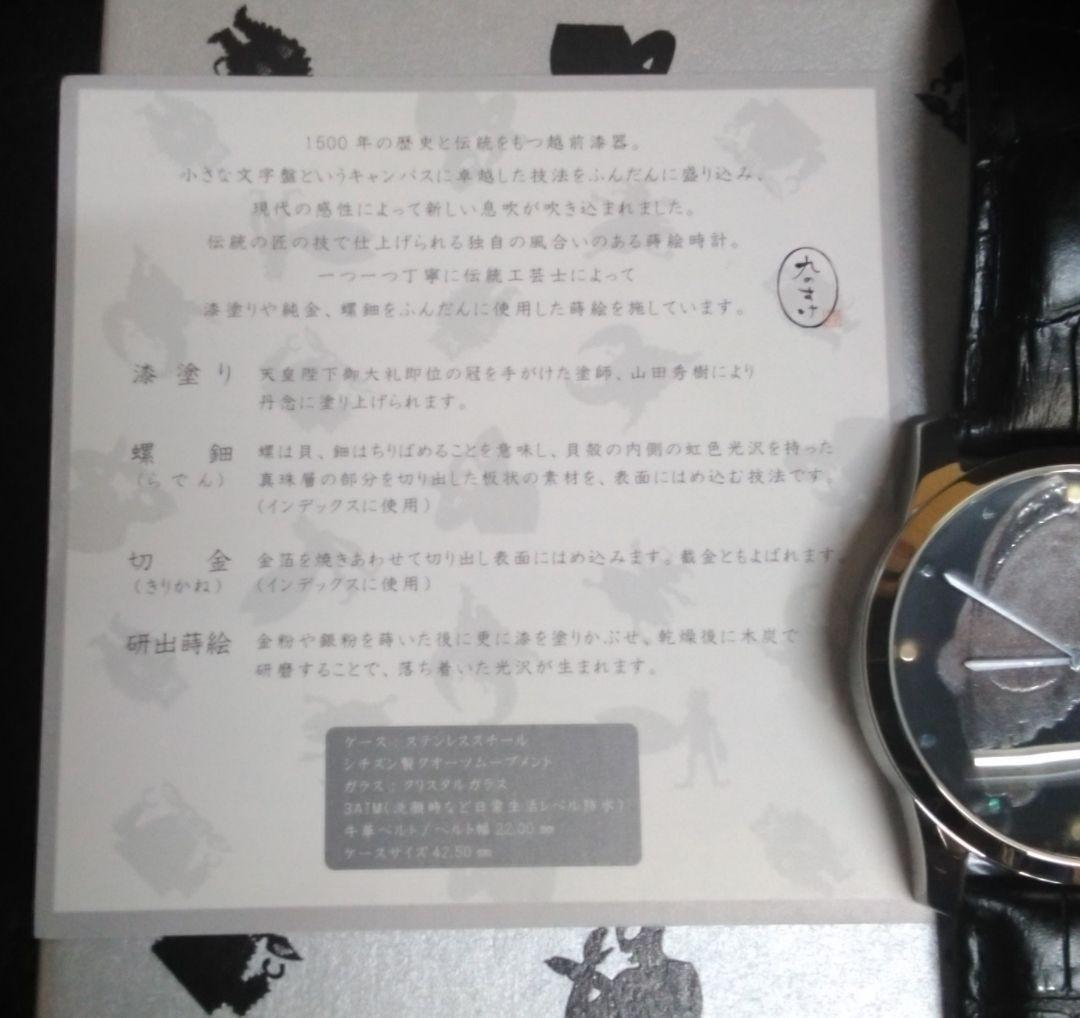 1500年の歴史と伝統をもつ越前漆器。
小さな文字盤というキャンバスに卓越した技法をふんだんに盛り込み、
現代の感性によって新しい息吹が吹き込まれました。
伝統の匠の技で仕上げられる独自の風合いのある蒔絵時計。
一つ一つ丁寧に伝統工芸士によって
漆塗りや純金、螺鈿をふんだんに使用した蒔絵を施しています。
九のすけ
漆塗り 天皇陛下御大礼即位の冠を手がけた塗師、山田秀樹により
丹念に塗り上げられます。
螺鈿 螺は貝、鈿はちりばめることを意味し、貝殻の内側の虹色光沢を持った
(らでん) 真珠層の部分を切り出した板状の素材を、表面にはめ込む技法です。
(インデックスに使用)
切金 金箔を焼きあわせて切り出し表面にはめ込みます。截金ともよばれます。
(きりかね) (インデックスに使用)
研出蒔絵 金粉や銀粉を蒔いた後に更に漆を塗りかぶせ、乾燥後に木炭で
研磨することで、落ち着いた光沢が生まれます。
ケース：ステンレススチール
シチズン製クオーツムーブメント
ガラス：クリスタルガラス
3ATM(洗顔時など日常生活レベル防水)
牛革ベルト/ベルト幅22.00㎜
ケースサイズ42.50㎜